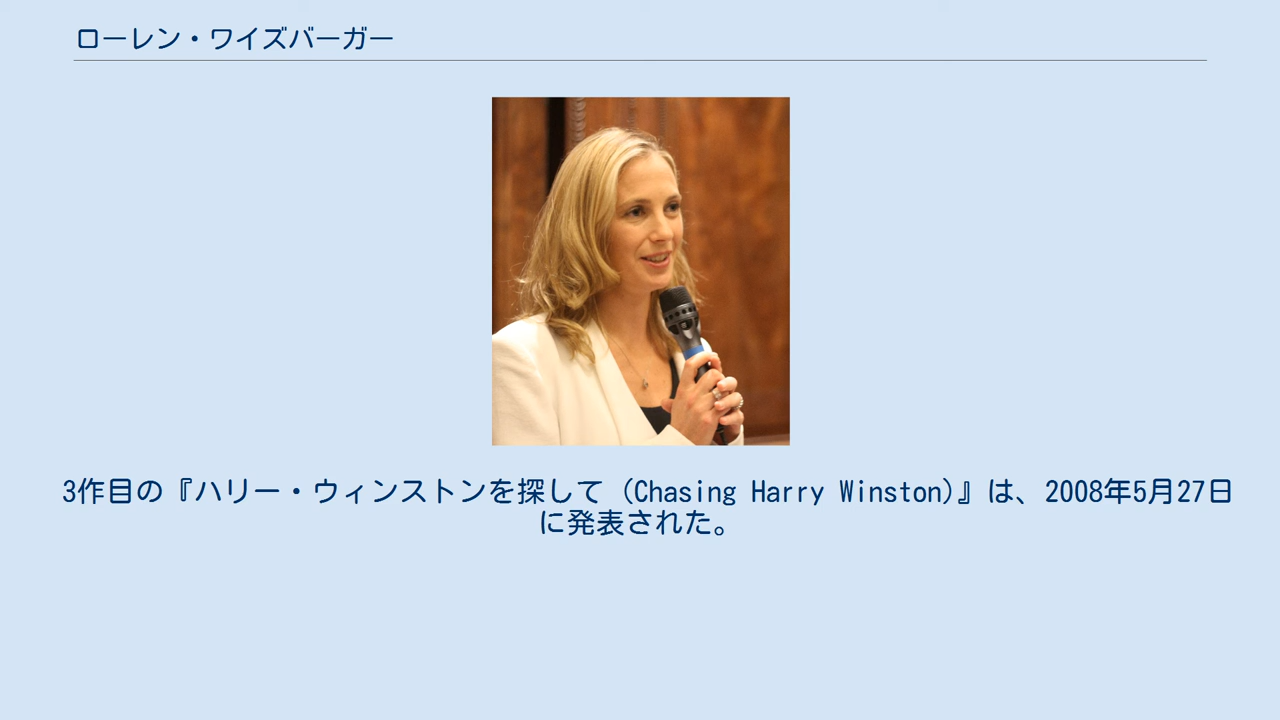 ローレン・ワイズバーガー
3作目の『ハリー・ウィンストンを探して (Chasing Harry Winston)』は、2008年5月27日
に発表された。